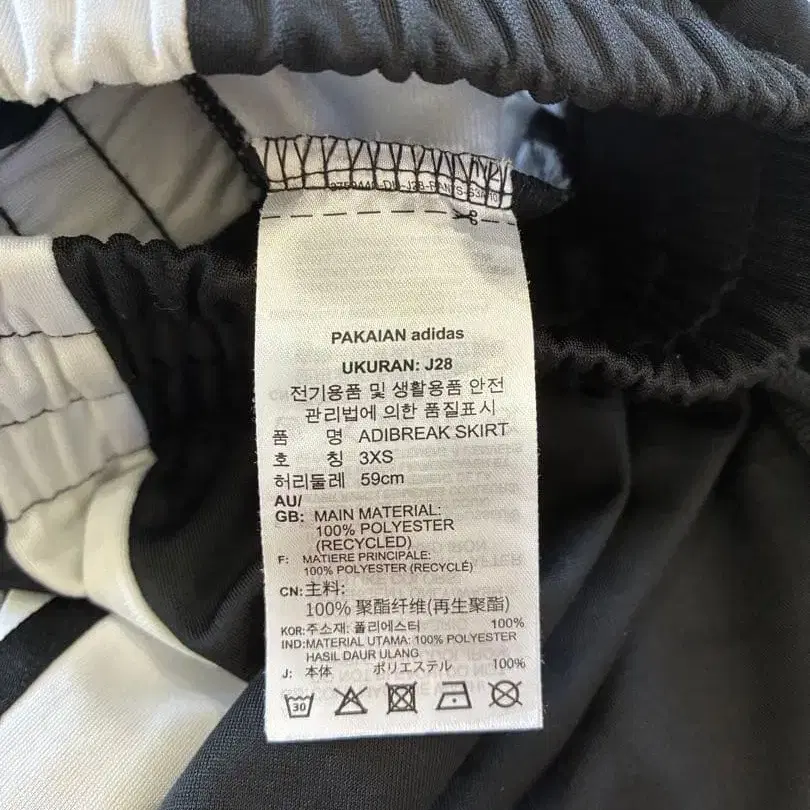 PAKAIAN adidas
UKURAN: J28
전기용품 및 생활용품 안전
관리법에 의한 품질표시
품 명 ADIBREAK SKIRT
호 칭 3XS
허리둘레 59cm
AU/
GB: MAIN MATERIAL:
100% POLYESTER
(RECYCLED)
F: MATIERE PRINCIPALE:
100% POLYESTER (RECYCLÉ)
CN:主料:
100% 聚酯纤维(再生聚酯)
KOR:주소재: 폴리에스터 100%
IND:MATERIAL UTAMA: 100% POLYESTER
HASIL DAUR ULANG
J: 本体 ポリエステル 100%
30